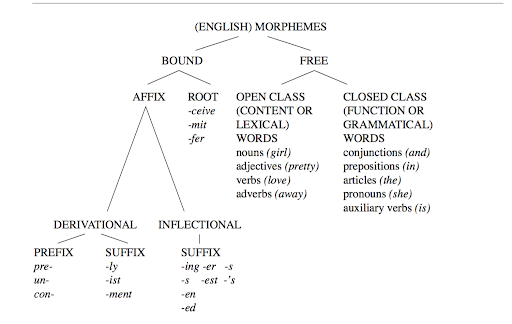 (ENGLISH) MORPHEMES
BOUND FREE
AFFIX ROOT OPEN CLASS CLOSED CLASS
-ceive (CONTENT OR (FUNCTION OR
-mit LEXICAL) GRAMMATICAL)
-fer WORDS WORDS
nouns (girl) conjunctions (and)
adjectives (pretty) prepositions (in)
verbs (love) articles (the)
adverbs (away) pronouns (she)
auxiliary verbs (is)
DERIVATIONAL INFLECTIONAL
PREFIX SUFFIX SUFFIX
pre- -ly -ing -er -s
un- -ist -s -est -'s
con- -ment -en
-ed